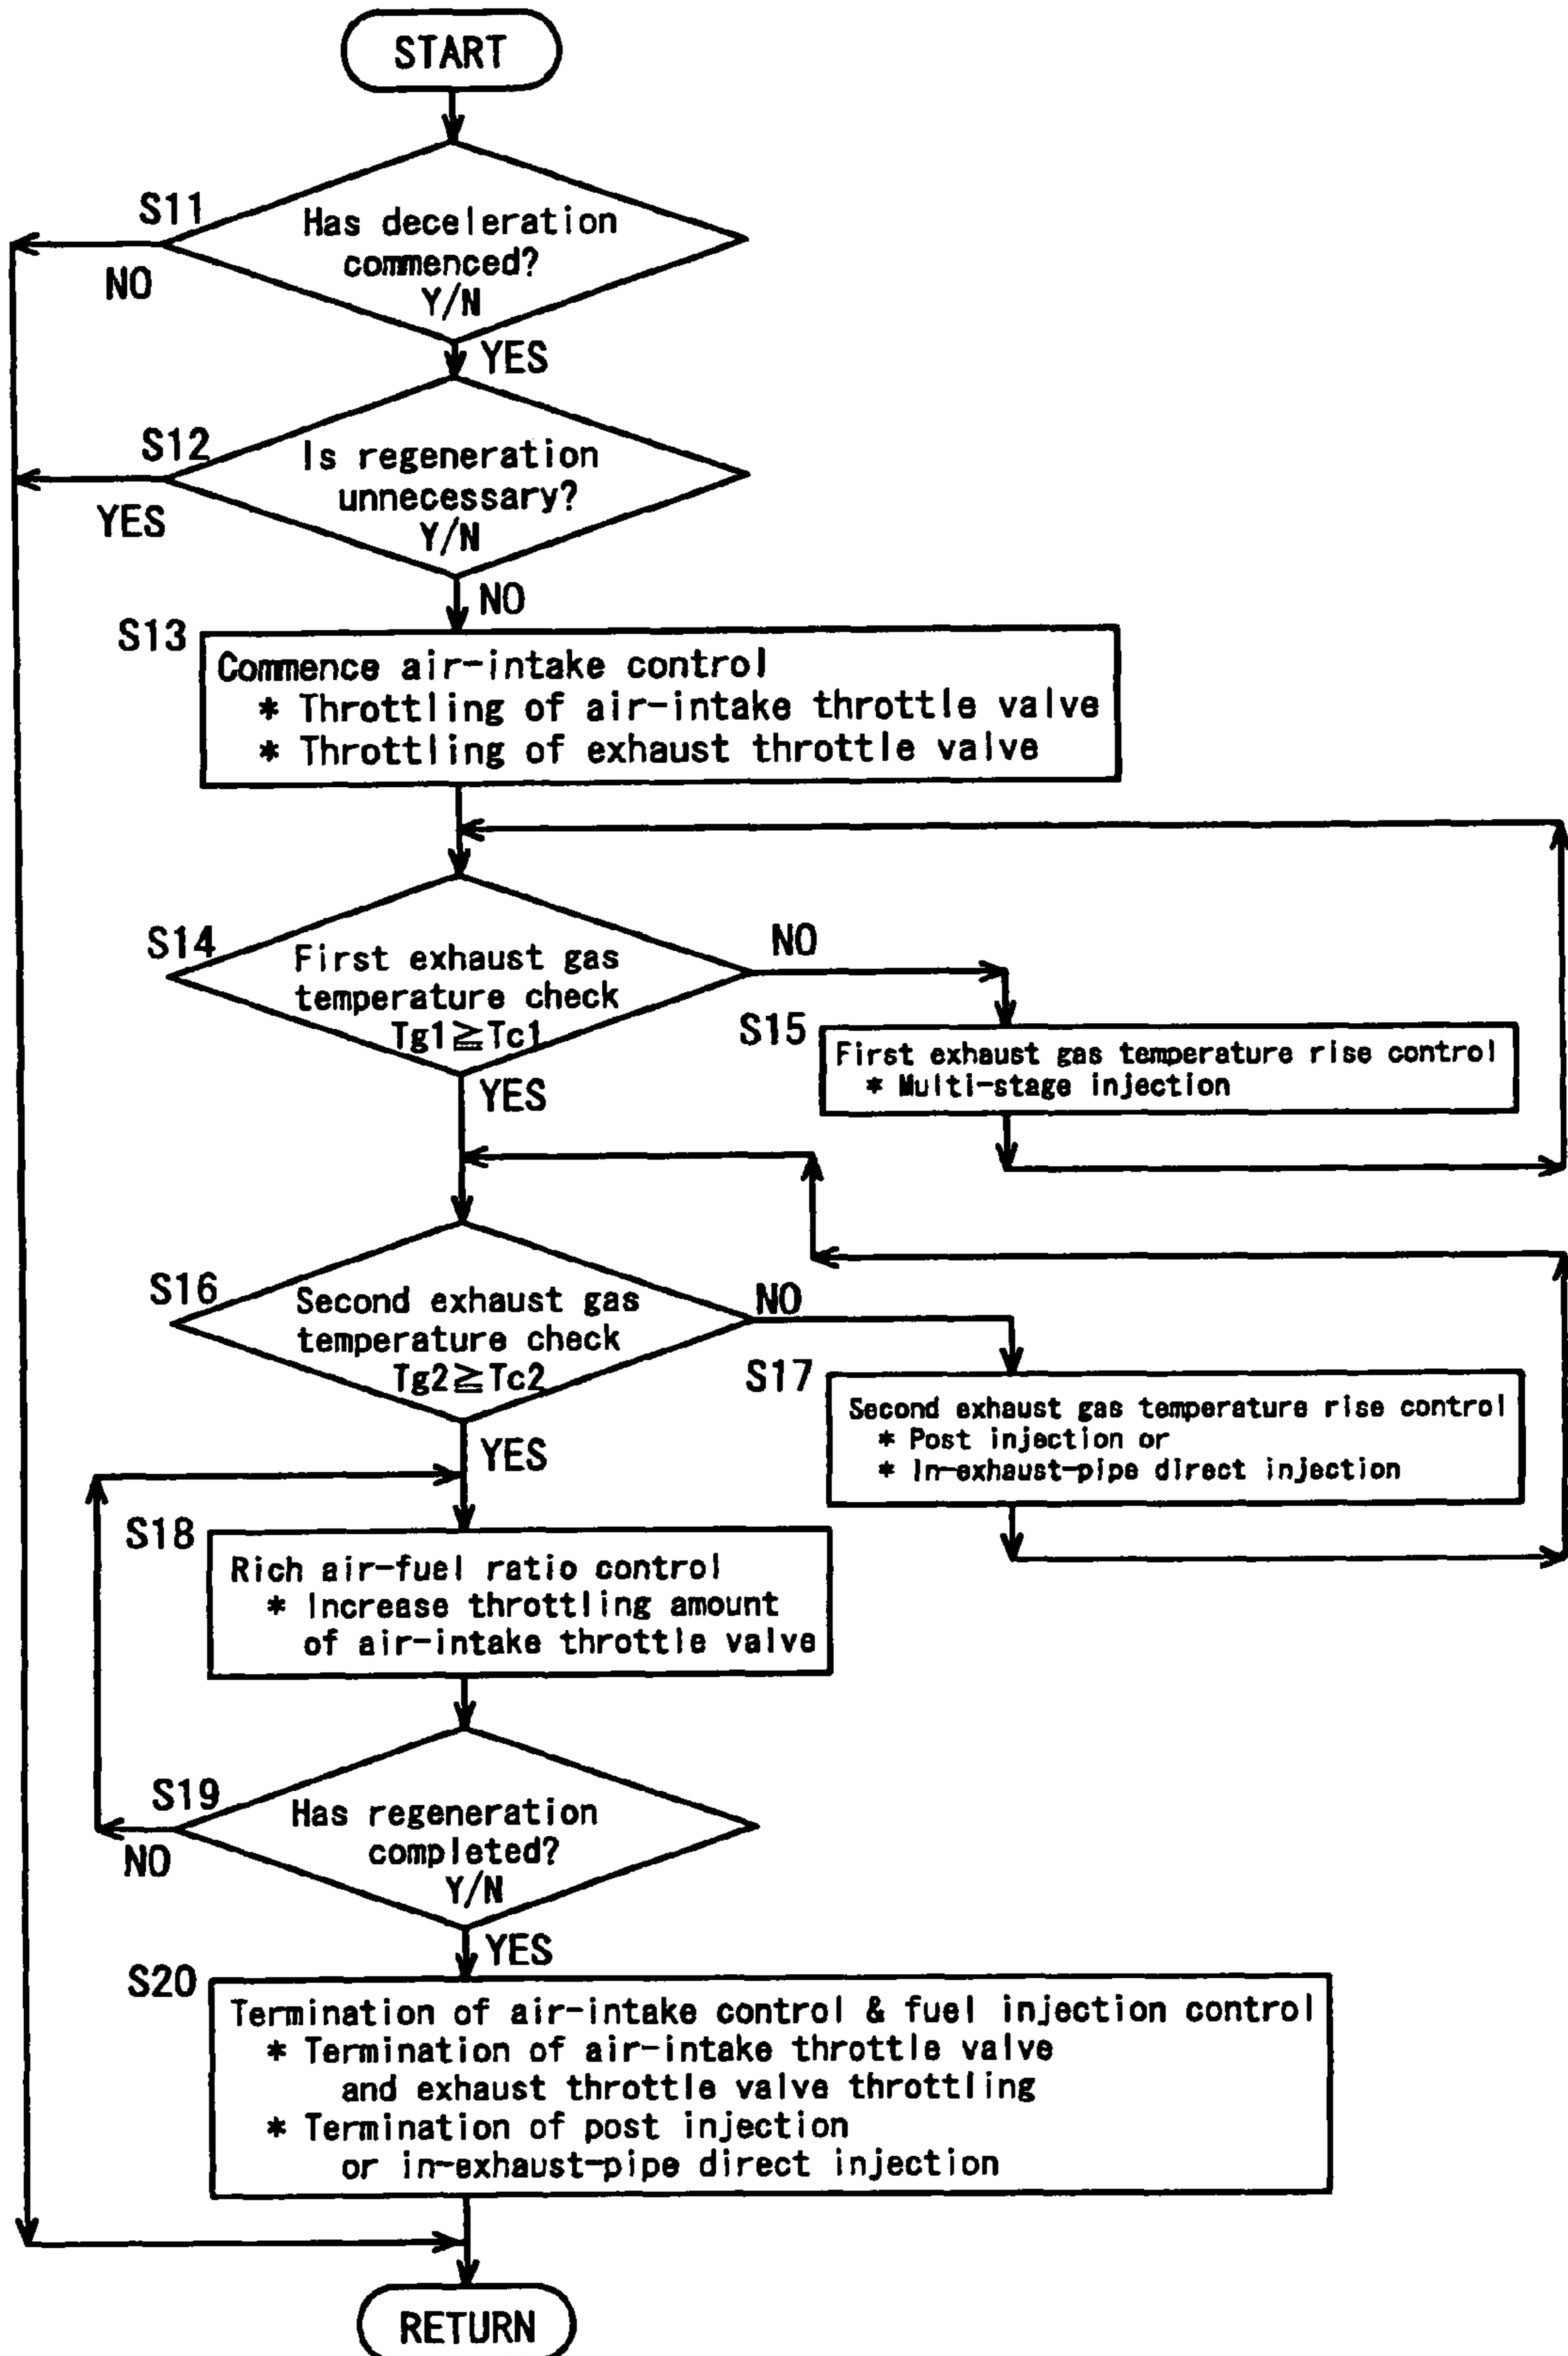 START
S11
Has deceleration
commenced?
Y/N
NO
YES
S12
Is regeneration
unnecessary?
Y/N
YES
NO
S13
Commence air-intake control
* Throttling of air-intake throttle valve
* Throttling of exhaust throttle valve
S14
First exhaust gas
temperature check
Tg1≧Tc1
NO
YES
S15
First exhaust gas temperature rise control
* Multi-stage injection
S16
Second exhaust gas
temperature check
Tg2≧Tc2
NO
YES
S17
Second exhaust gas temperature rise control
* Post injection or
* In-exhaust-pipe direct injection
S18
Rich air-fuel ratio control
* Increase throttling amount
of air-intake throttle valve
S19
Has regeneration
completed?
Y/N
NO
YES
S20
Termination of air-intake control & fuel injection control
* Termination of air-intake throttle valve
and exhaust throttle valve throttling
* Termination of post injection
or in-exhaust-pipe direct injection
RETURN